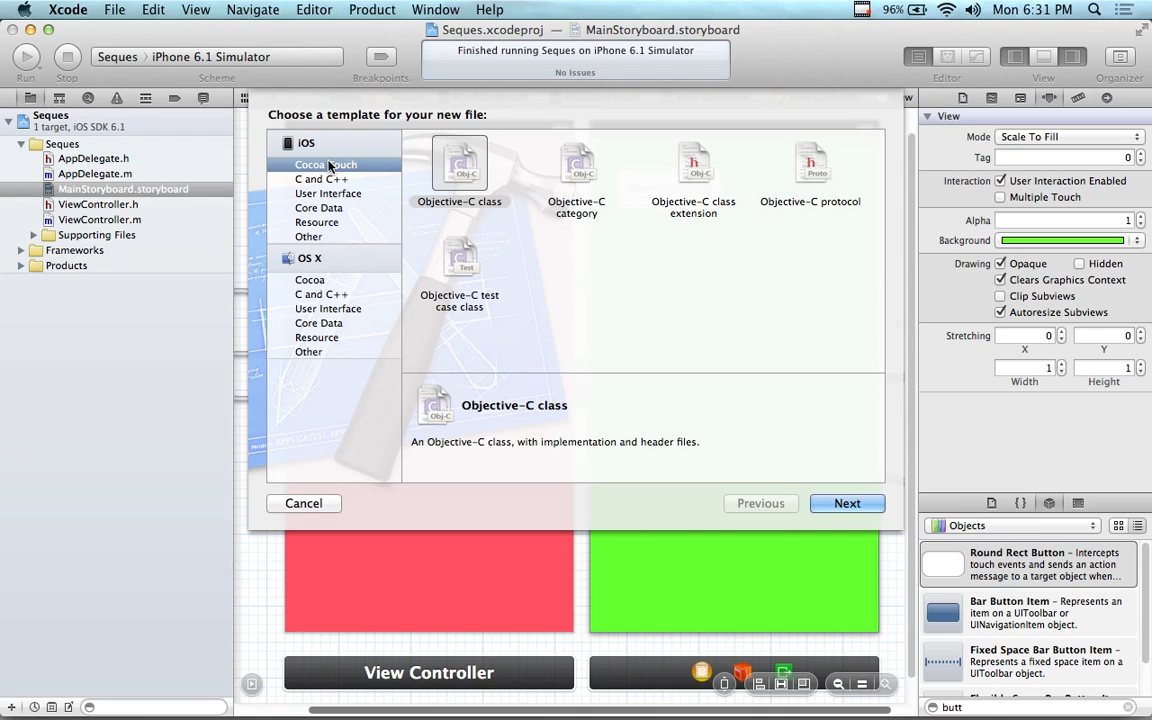 Xcode File Edit View Navigate Editor Product Window Help 96% Mon 6:31 PM
Seques.xcodeproj — MainStoryboard.storyboard
Seques 〉 iPhone 6.1 Simulator
Finished running Seques on iPhone 6.1 Simulator
No Issues
Run Stop Scheme Breakpoints Editor View Organizer
Seques
1 target, iOS SDK 6.1
Seques
AppDelegate.h
AppDelegate.m
MainStoryboard.storyboard
ViewController.h
ViewController.m
Supporting Files
Frameworks
Products
Choose a template for your new file:
iOS
Cocoa Touch
C and C++
User Interface
Core Data
Resource
Other
OS X
Cocoa
C and C++
User Interface
Core Data
Resource
Other
Obj-C
Objective-C class
Obj-C
Objective-C
category
Obj-C
Objective-C class
extension
Proto
Objective-C protocol
Test
Objective-C test
case class
Obj-C
Objective-C class
An Objective-C class, with implementation and header files.
Cancel Previous Next
View Controller
View
Mode Scale To Fill
Tag 0
Interaction User Interaction Enabled
Multiple Touch
Alpha 1
Background
Drawing Opaque Hidden
Clears Graphics Context
Clip Subviews
Autoresize Subviews
Stretching 0 0
X Y
1 1
Width Height
Objects
Round Rect Button – Intercepts
touch events and sends an action
message to a target object when...
Bar Button Item – Represents an
item on a UIToolbar or
UINavigationItem object.
Fixed Space Bar Button Item –
Represents a fixed space item on a
UIToolbar object.
butt